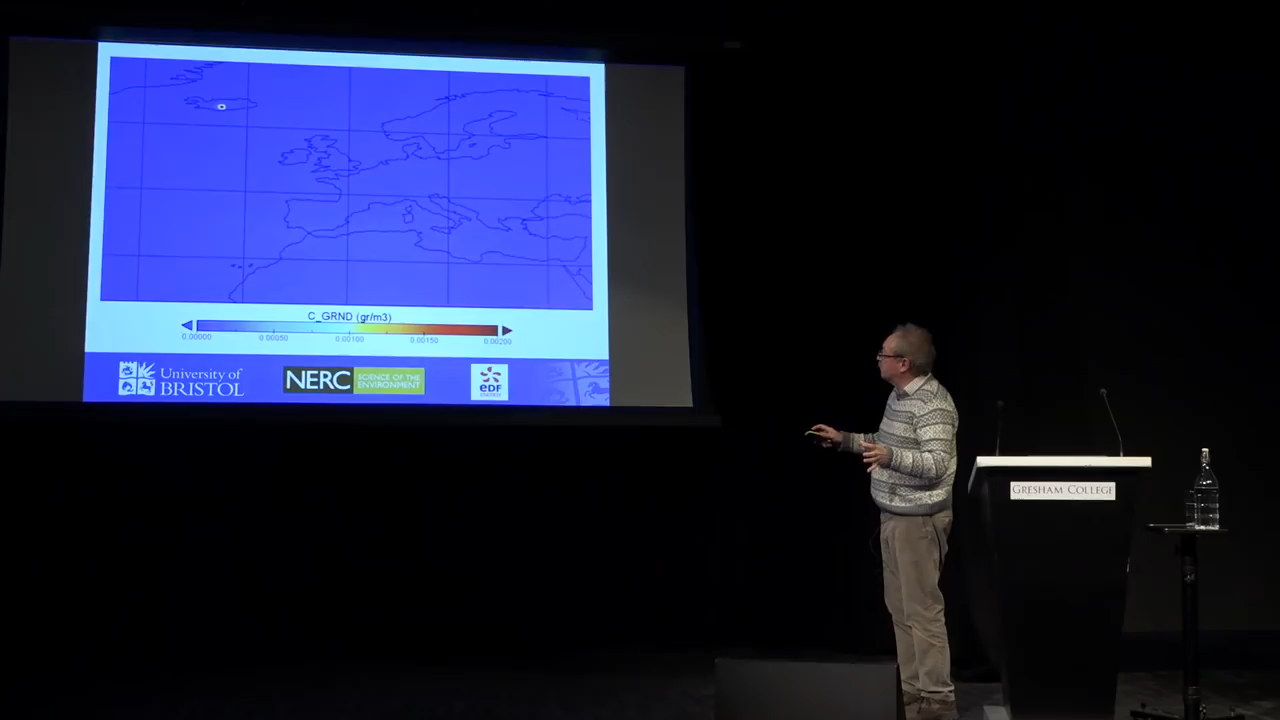 C_GRND (gr/m3)
0.00000 0.00050 0.00100 0.00150 0.00200
University of
BRISTOL
NERC SCIENCE OF THE
ENVIRONMENT
eDF
ENERGY
GRESHAM COLLEGE